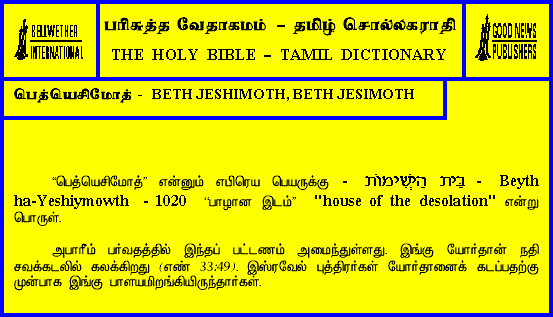 BELLWETHER
INTERNATIONAL
பரிசுத்த வேதாகமம் – தமிழ் சொல்லகராதி
THE HOLY BIBLE – TAMIL DICTIONARY
GOOD NEWS
PUBLISHERS
பெத்யெசிமோத் - BETH JESHIMOTH, BETH JESIMOTH
“பெத்யெசிமோத்” என்னும் எபிரெய பெயருக்கு - בֵּית הַיְשִׁימוֹת - Beyth
ha-Yeshiymowth - 1020 “பாழான இடம்” "house of the desolation" என்று
பொருள்.
அபாரீம் பர்வதத்தில் இந்தப் பட்டணம் அமைந்துள்ளது. இங்கு யோர்தான் நதி
சவக்கடலில் கலக்கிறது (எண் 33:49). இஸ்ரவேல் புத்திரர்கள் யோர்தானைக் கடப்பதற்கு
முன்பாக இங்கு பாளயமிறங்கியிருந்தார்கள்.